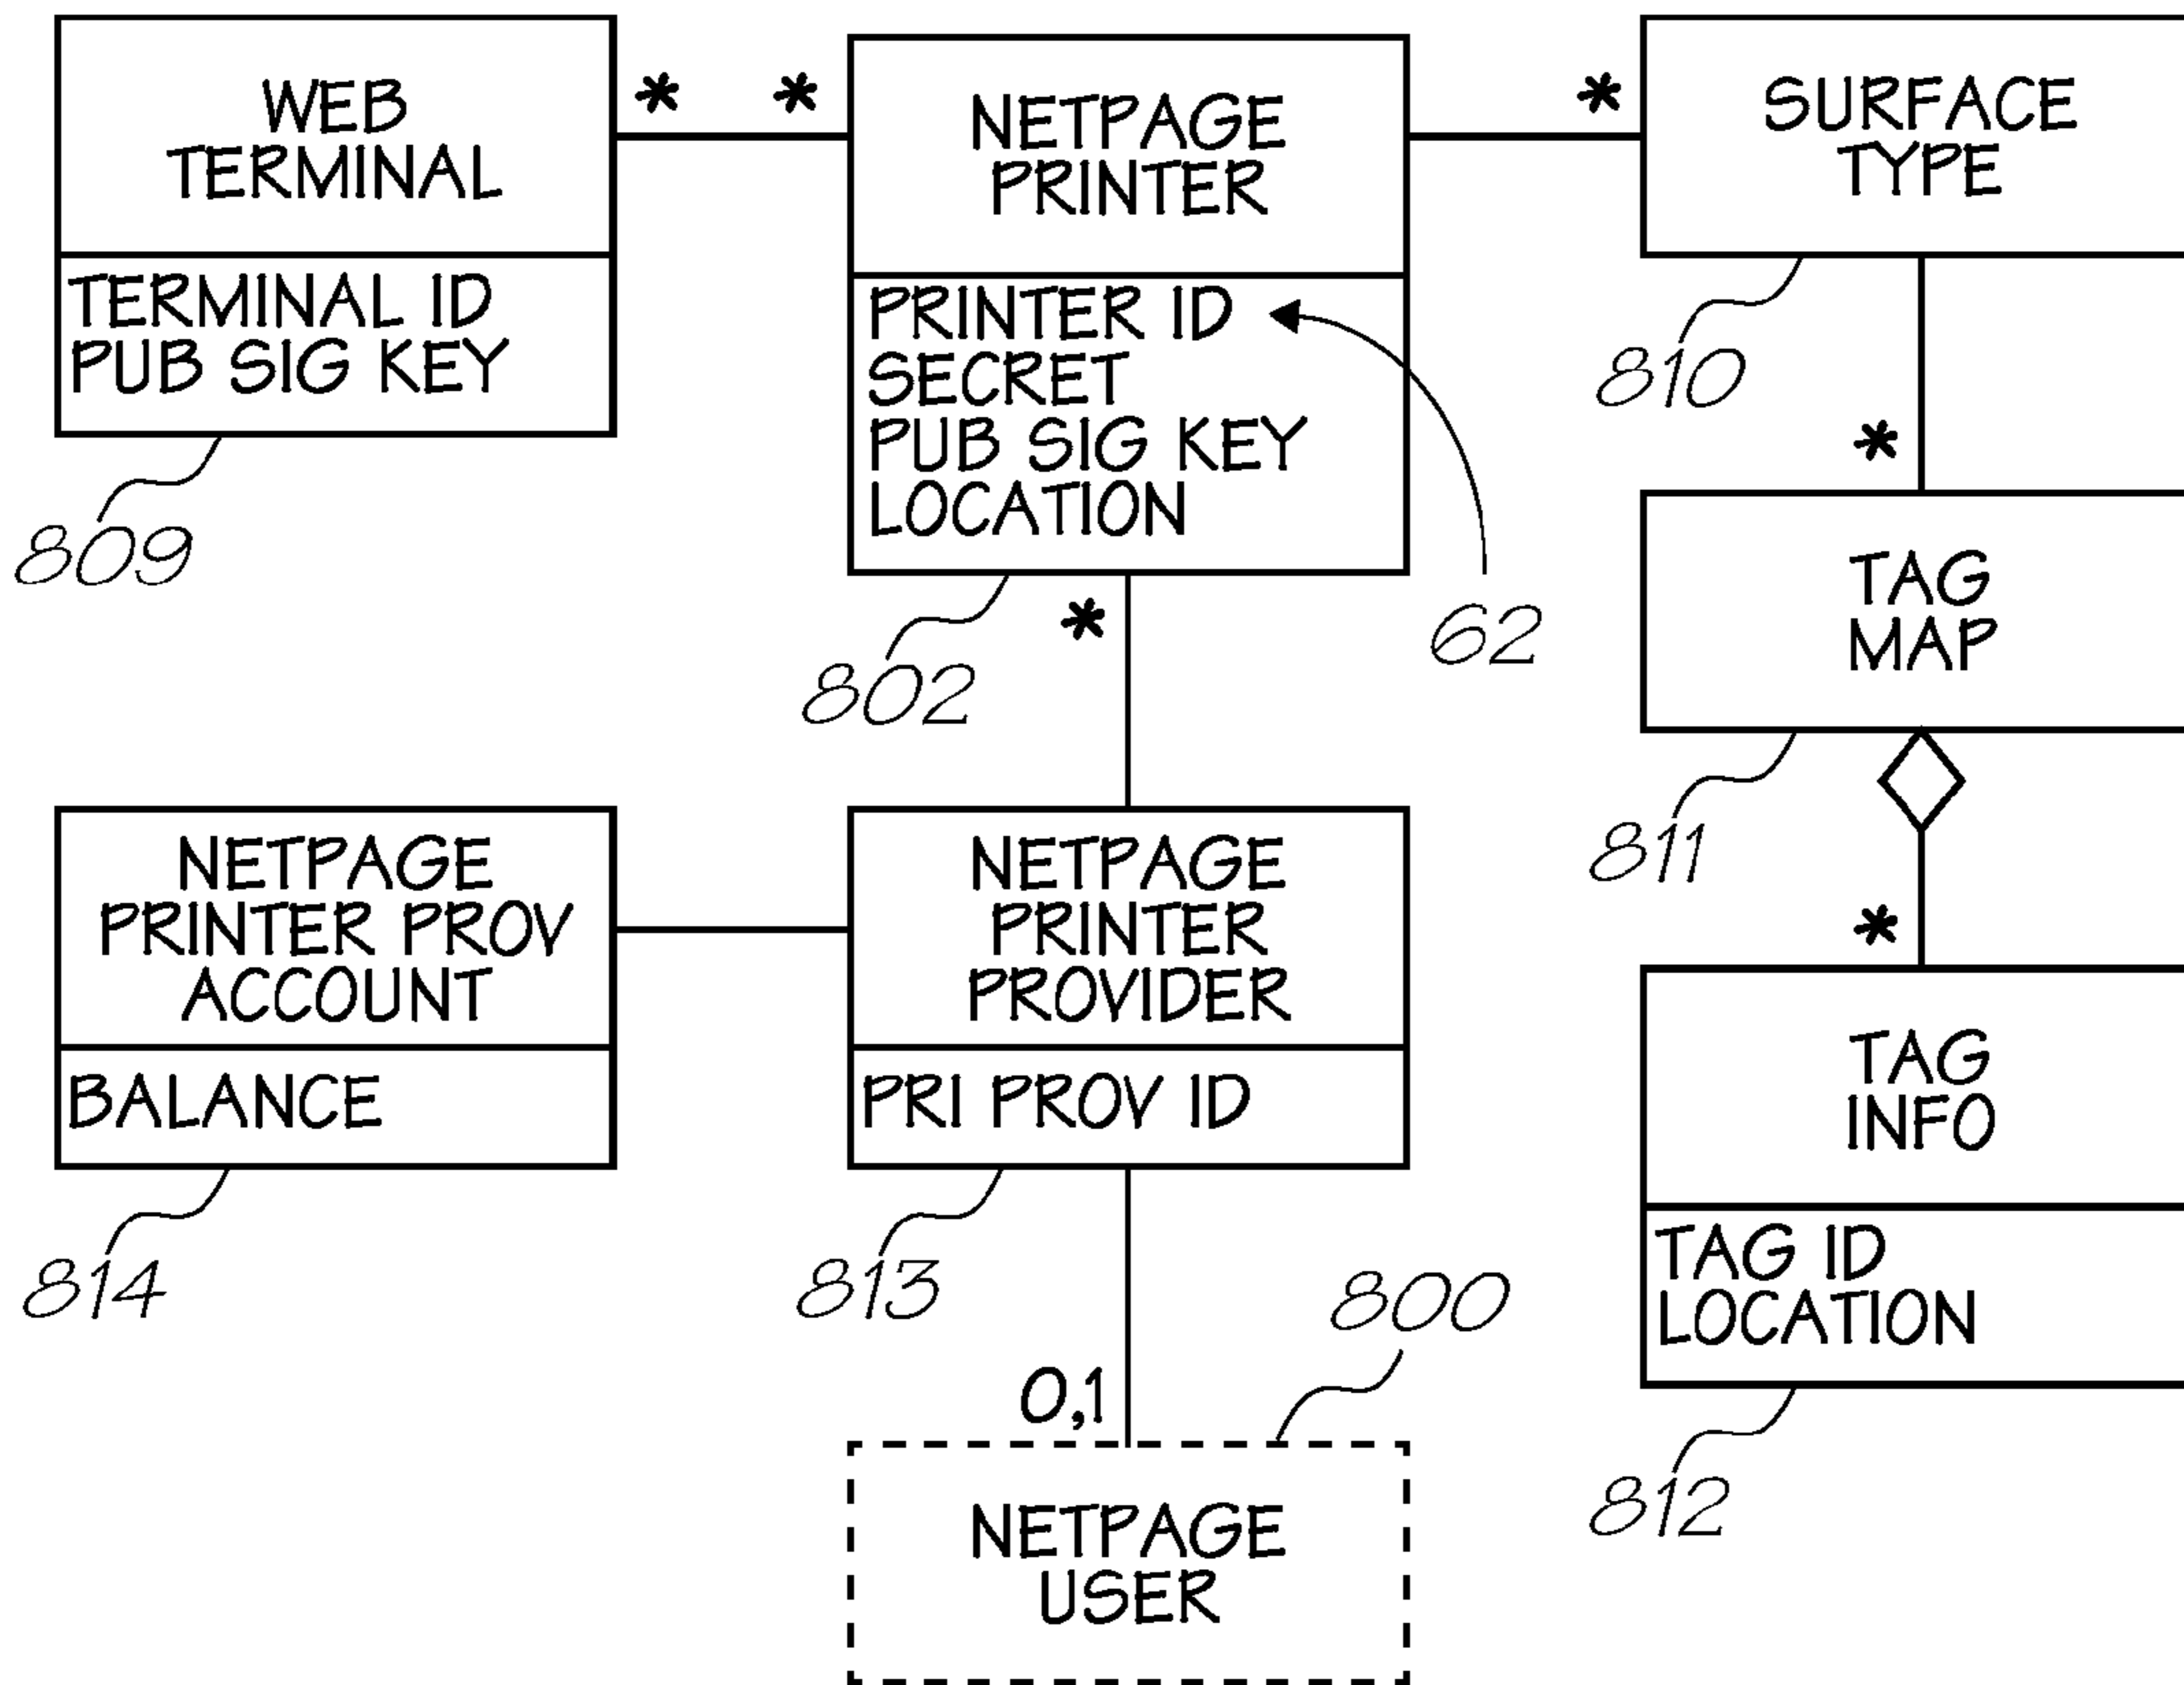 WEB
TERMINAL
TERMINAL ID
PUB SIG KEY
809
*
*
NETPAGE
PRINTER
PRINTER ID
SECRET
PUB SIG KEY
LOCATION
62
802
*
*
SURFACE
TYPE
810
*
TAG
MAP
811
*
TAG
INFO
TAG ID
LOCATION
812
NETPAGE
PRINTER PROV
ACCOUNT
BALANCE
814
NETPAGE
PRINTER
PROVIDER
PRI PROV ID
813
800
0,1
NETPAGE
USER